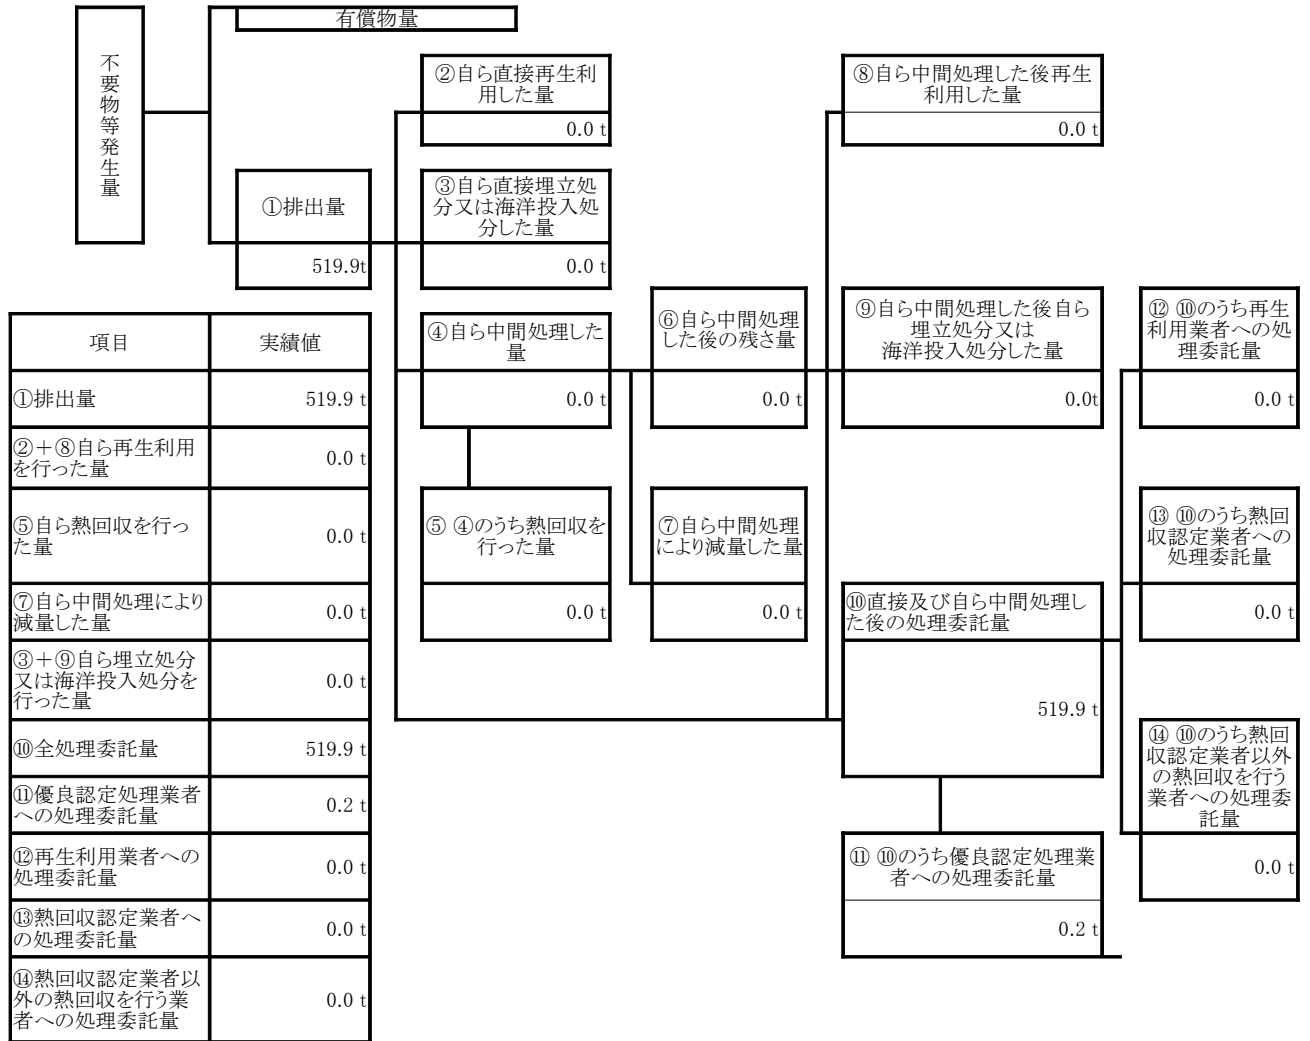 有償物量
不要物等発生量
②自ら直接再生利
用した量
0.0 t
⑧自ら中間処理した後再生
利用した量
0.0 t
①排出量
519.9t
③自ら直接埋立処
分又は海洋投入処
分した量
0.0 t
④自ら中間処理した
量
0.0 t
⑥自ら中間処理
した後の残さ量
0.0 t
⑨自ら中間処理した後自ら
埋立処分又は
海洋投入処分した量
0.0t
⑫ ⑩のうち再生
利用業者への処
理委託量
0.0 t
⑤ ④のうち熱回収を
行った量
0.0 t
⑦自ら中間処理
により減量した量
0.0 t
⑬ ⑩のうち熱回
収認定業者への
処理委託量
0.0 t
⑩直接及び自ら中間処理し
た後の処理委託量
519.9 t
⑭ ⑩のうち熱回
収認定業者以外
の熱回収を行う
業者への処理委
託量
0.0 t
⑪ ⑩のうち優良認定処理業
者への処理委託量
0.2 t
項目 実績値
①排出量 519.9 t
②＋⑧自ら再生利用
を行った量 0.0 t
⑤自ら熱回収を行っ
た量 0.0 t
⑦自ら中間処理により
減量した量 0.0 t
③＋⑨自ら埋立処分
又は海洋投入処分を
行った量 0.0 t
⑩全処理委託量 519.9 t
⑪優良認定処理業者
への処理委託量 0.2 t
⑫再生利用業者への
処理委託量 0.0 t
⑬熱回収認定業者へ
の処理委託量 0.0 t
⑭熱回収認定業者以
外の熱回収を行う業
者への処理委託量 0.0 t